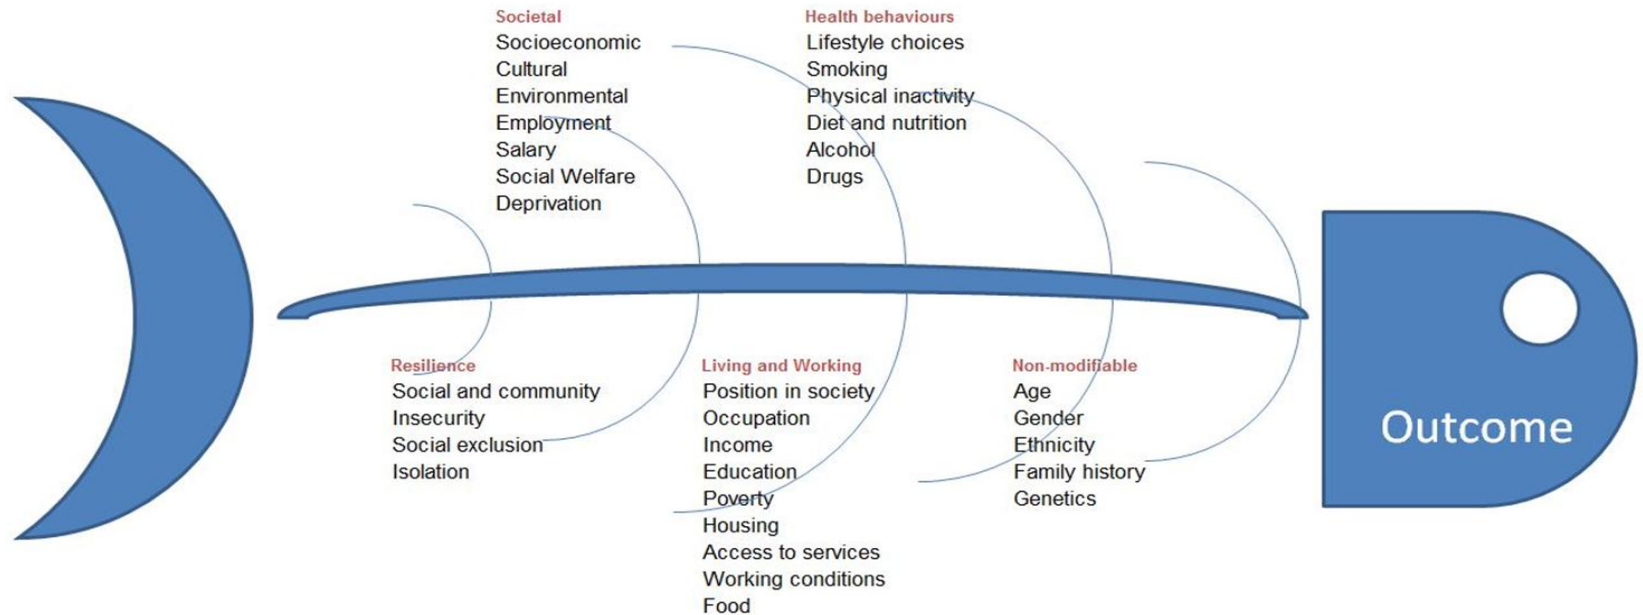 Societal
Socioeconomic
Cultural
Environmental
Employment
Salary
Social Welfare
Deprivation
Health behaviours
Lifestyle choices
Smoking
Physical inactivity
Diet and nutrition
Alcohol
Drugs
Resilience
Social and community
Insecurity
Social exclusion
Isolation
Living and Working
Position in society
Occupation
Income
Education
Poverty
Housing
Access to services
Working conditions
Food
Non-modifiable
Age
Gender
Ethnicity
Family history
Genetics
Outcome